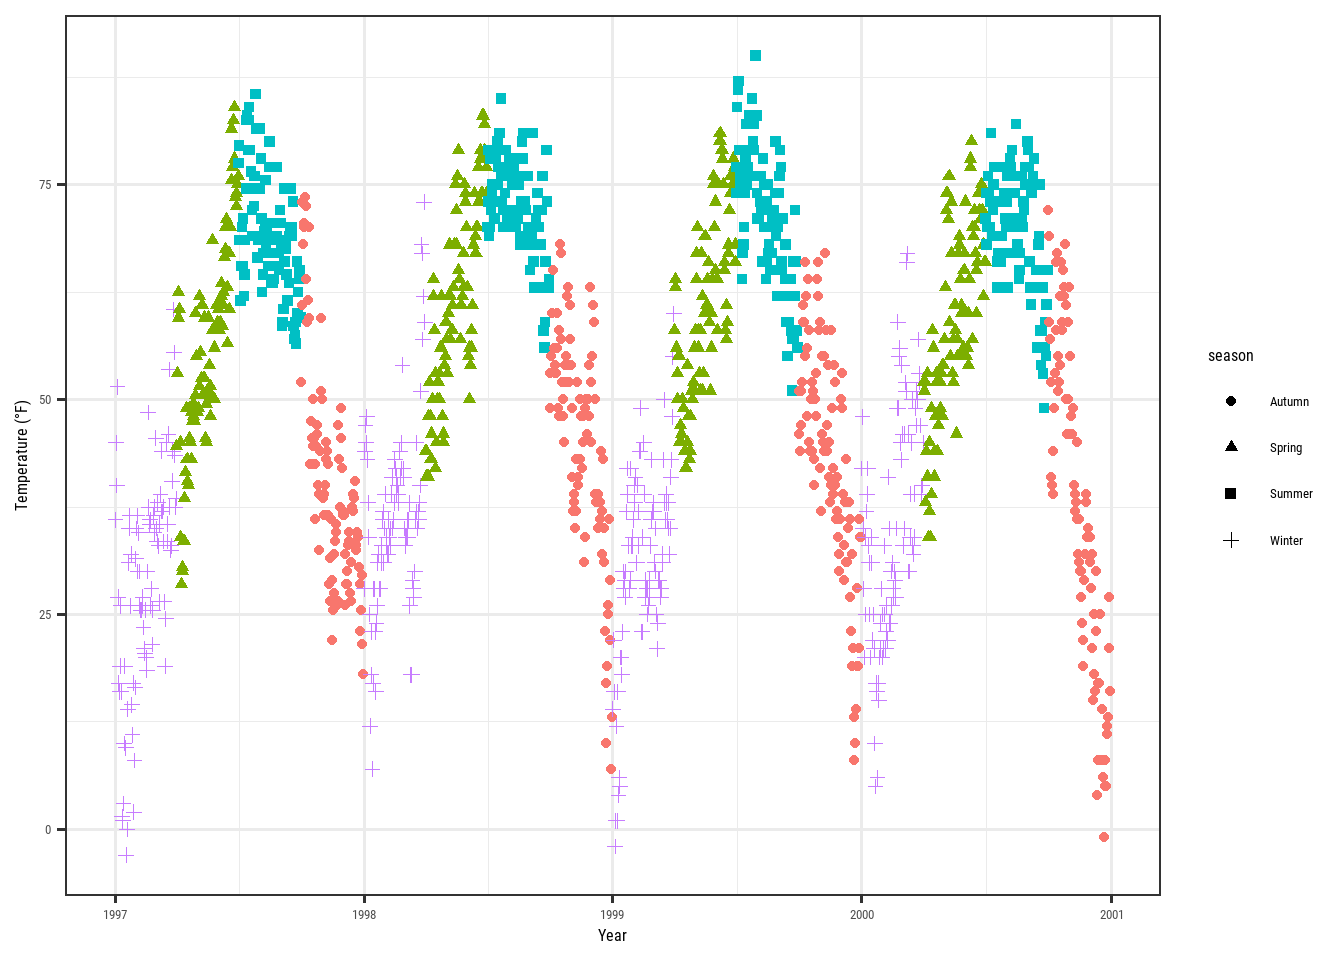 Temperature (°F)
75
50
25
0
1997
1998
1999
2000
2001
Year
season
Autumn
Spring
Summer
Winter